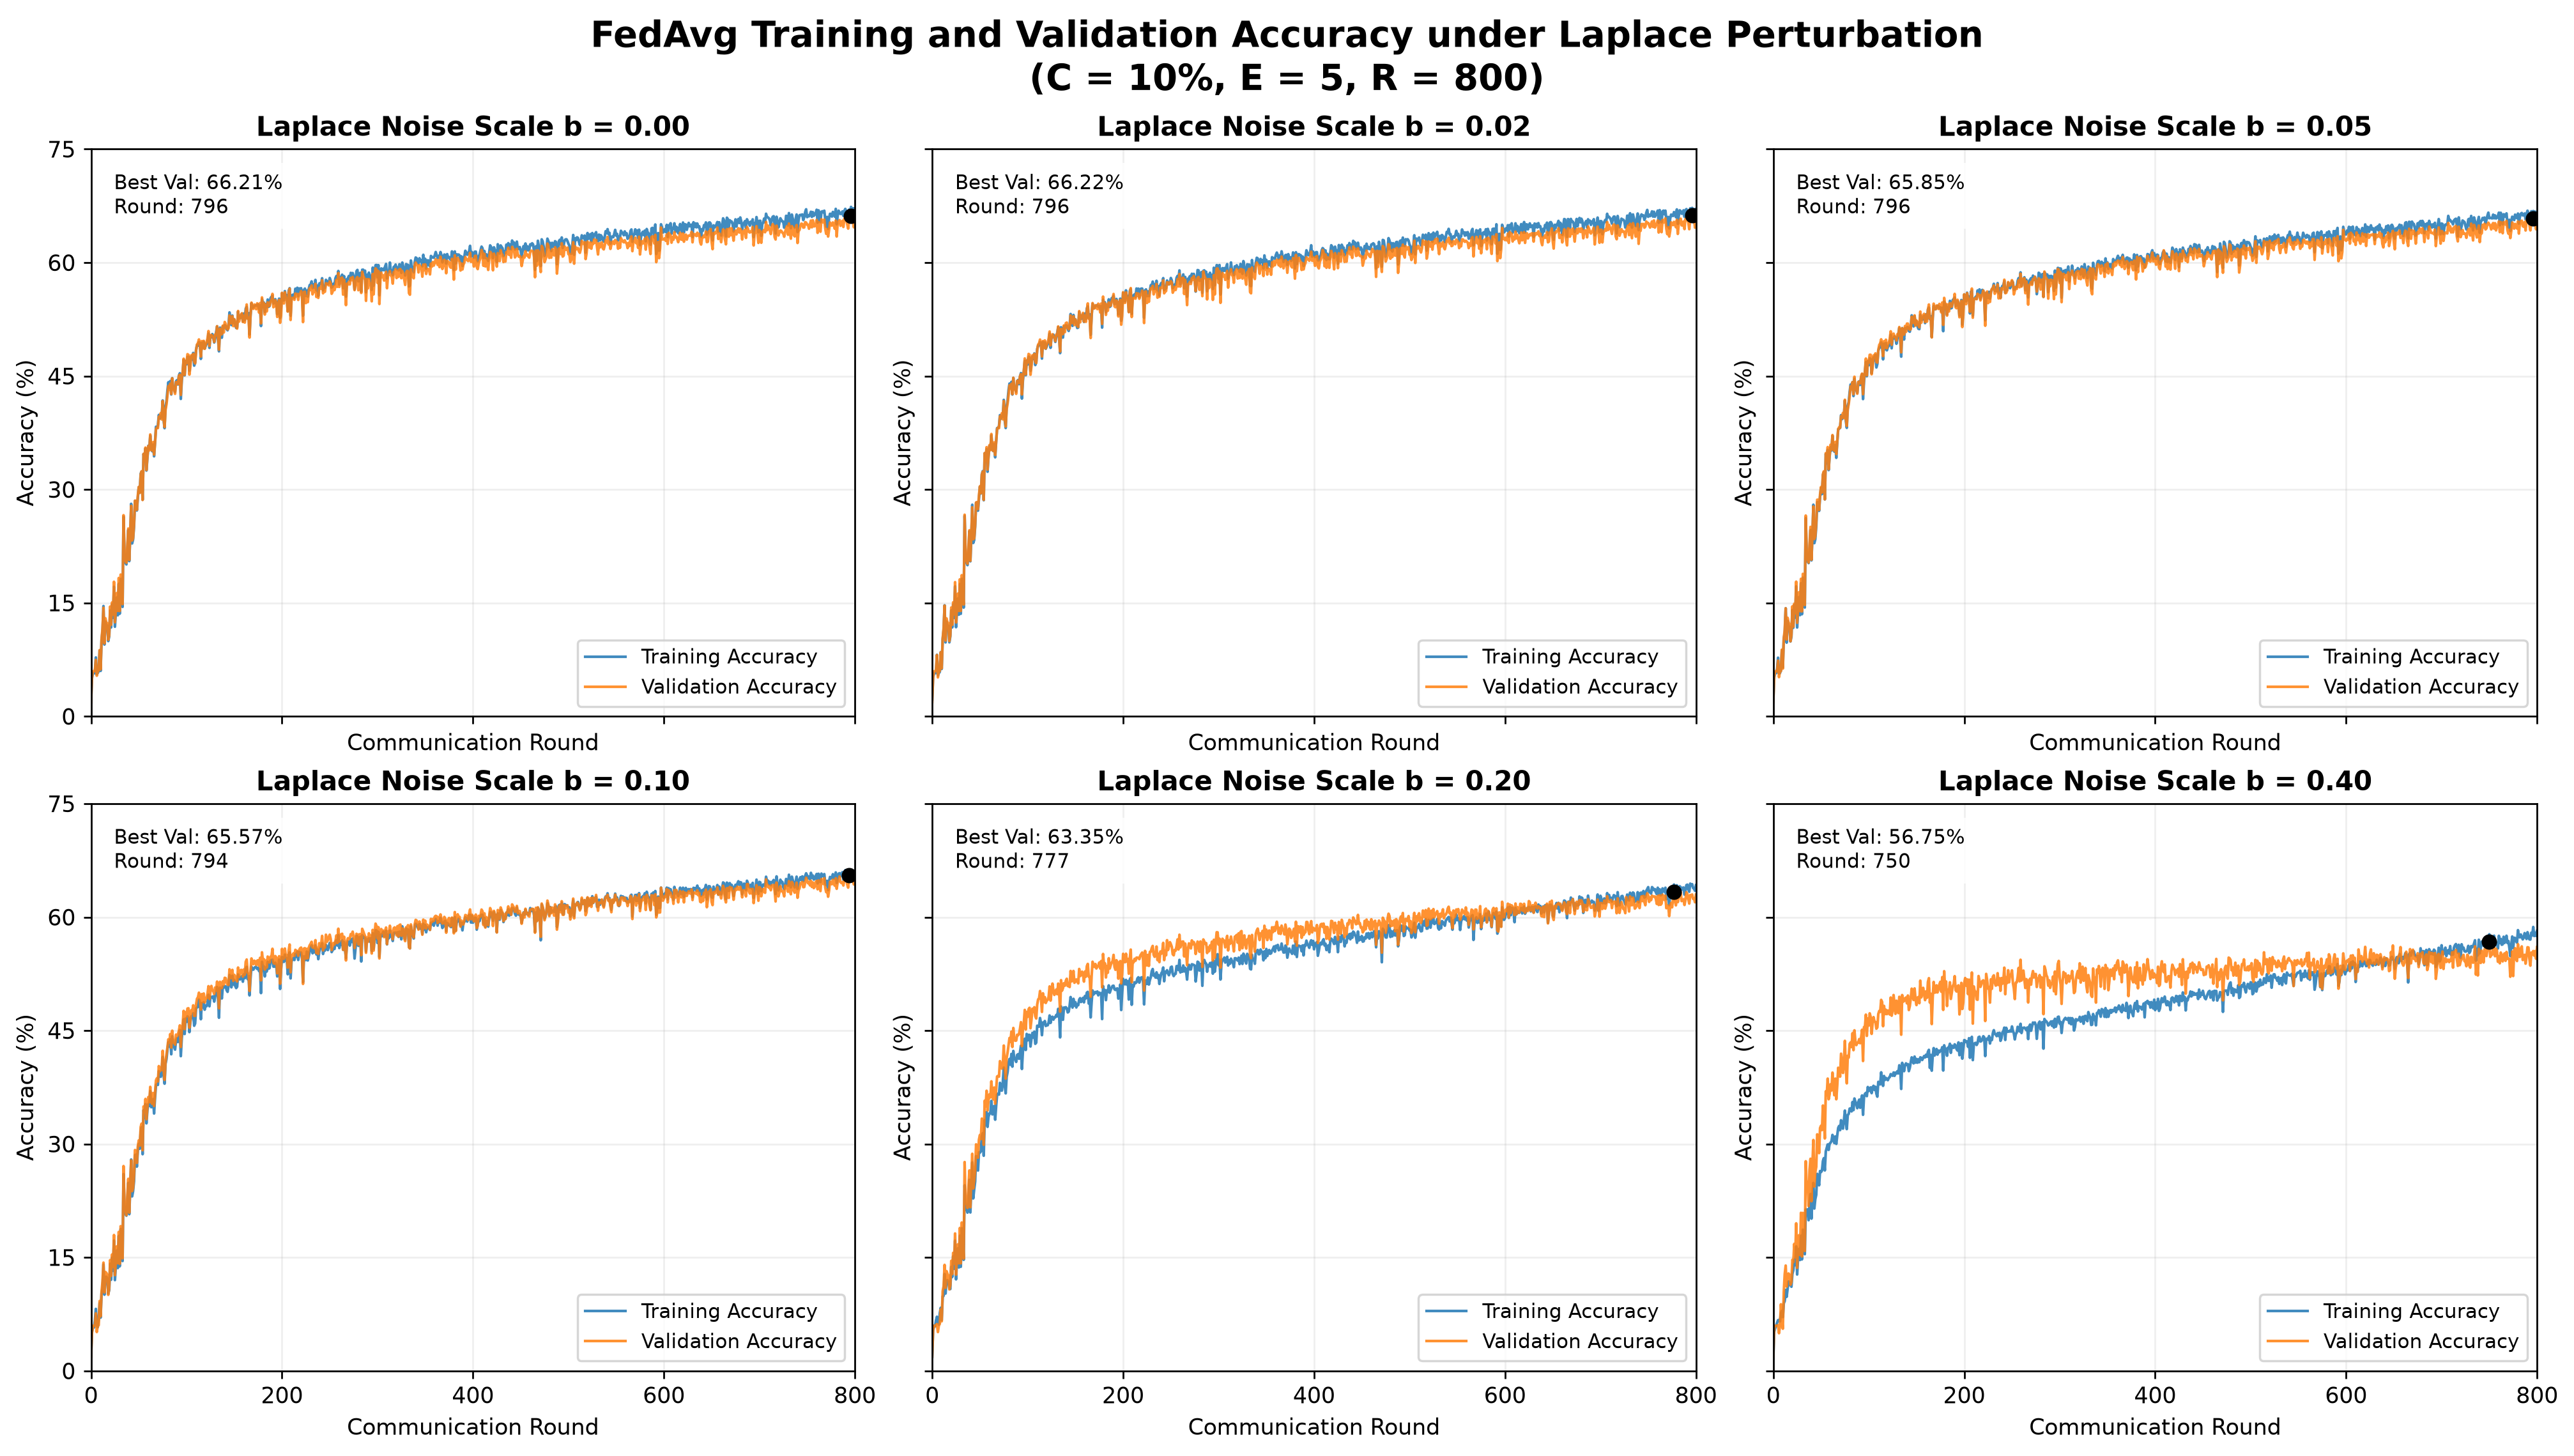 FedAvg Training and Validation Accuracy under Laplace Perturbation
(C = 10%, E = 5, R = 800)
Laplace Noise Scale b = 0.00
75
60
45
30
15
0
Accuracy (%)
Best Val: 66.21%
Round: 796
Training Accuracy
Validation Accuracy
Communication Round
Laplace Noise Scale b = 0.02
Accuracy (%)
Best Val: 66.22%
Round: 796
Training Accuracy
Validation Accuracy
Communication Round
Laplace Noise Scale b = 0.05
Accuracy (%)
Best Val: 65.85%
Round: 796
Training Accuracy
Validation Accuracy
Communication Round
Laplace Noise Scale b = 0.10
75
60
45
30
15
0
Accuracy (%)
Best Val: 65.57%
Round: 794
Training Accuracy
Validation Accuracy
0 200 400 600 800
Communication Round
Laplace Noise Scale b = 0.20
Accuracy (%)
Best Val: 63.35%
Round: 777
Training Accuracy
Validation Accuracy
0 200 400 600 800
Communication Round
Laplace Noise Scale b = 0.40
Accuracy (%)
Best Val: 56.75%
Round: 750
Training Accuracy
Validation Accuracy
0 200 400 600 800
Communication Round